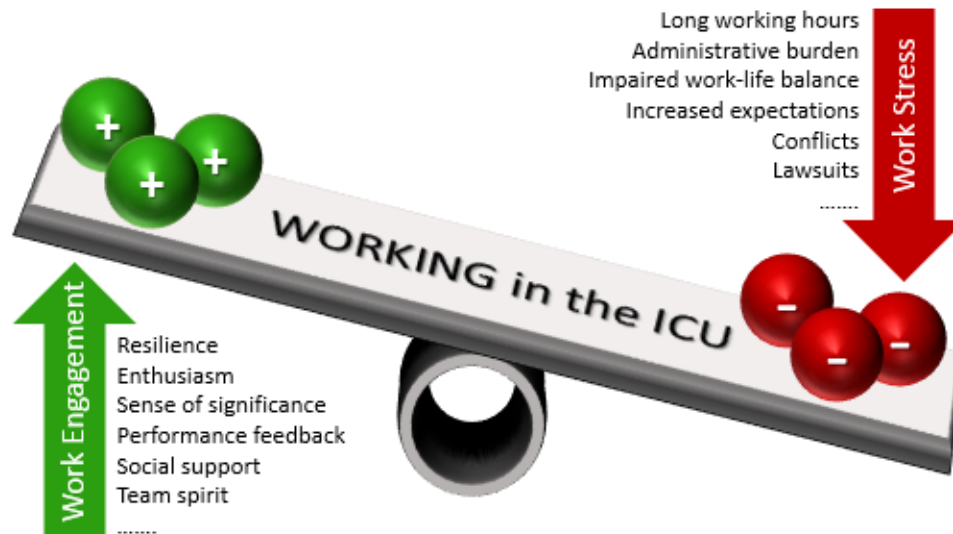 Long working hours
Administrative burden
Impaired work-life balance
Increased expectations
Conflicts
Lawsuits
.......
Work Stress
+
+
+
WORKING in the ICU
-
-
-
Work Engagement
Resilience
Enthusiasm
Sense of significance
Performance feedback
Social support
Team spirit
.......